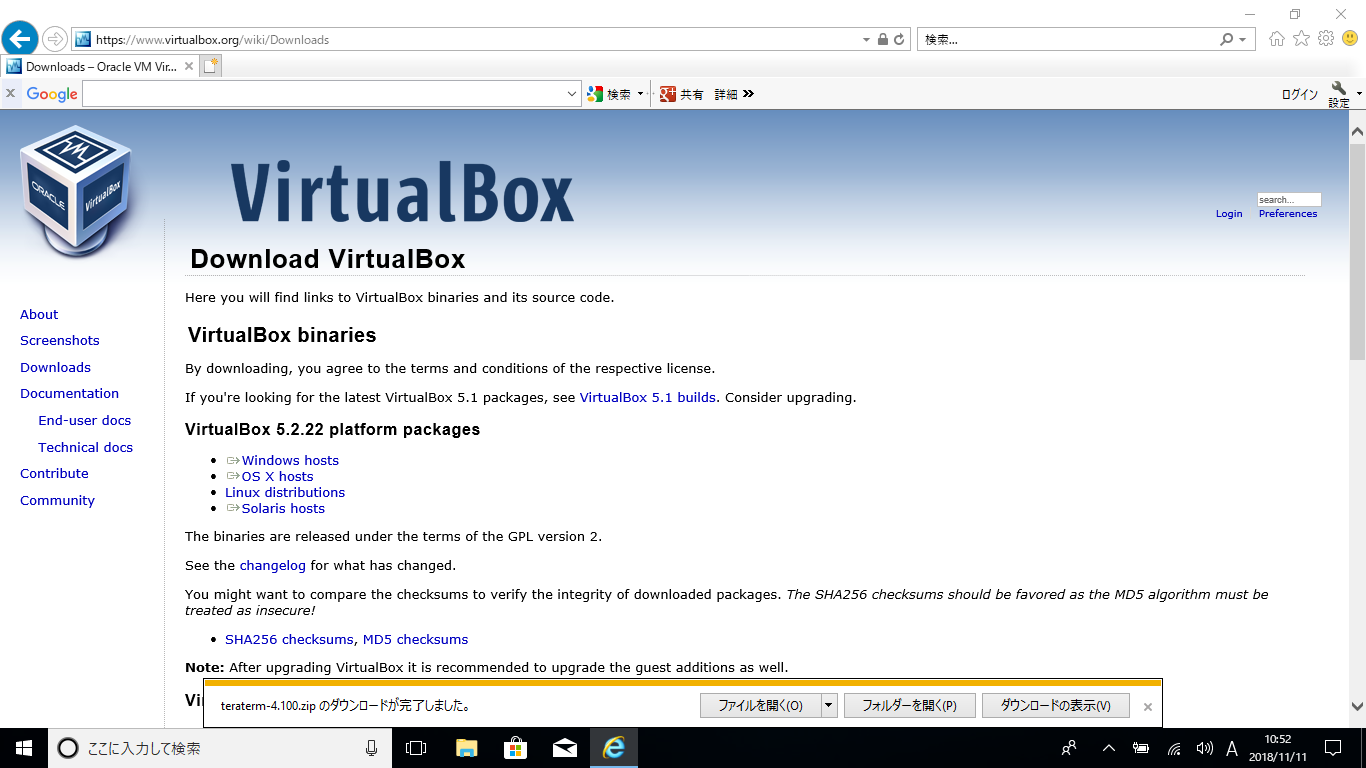 https://www.virtualbox.org/wiki/Downloads
検索...
Downloads – Oracle VM Vir...
Google
検索
共有
詳細
ログイン
設定
ORACLE
VirtualBox
VirtualBox
search...
Login
Preferences
Download VirtualBox
Here you will find links to VirtualBox binaries and its source code.
About
Screenshots
Downloads
Documentation
End-user docs
Technical docs
Contribute
Community
VirtualBox binaries
By downloading, you agree to the terms and conditions of the respective license.
If you're looking for the latest VirtualBox 5.1 packages, see VirtualBox 5.1 builds. Consider upgrading.
VirtualBox 5.2.22 platform packages
• Windows hosts
• OS X hosts
• Linux distributions
• Solaris hosts
The binaries are released under the terms of the GPL version 2.
See the changelog for what has changed.
You might want to compare the checksums to verify the integrity of downloaded packages. The SHA256 checksums should be favored as the MD5 algorithm must be
treated as insecure!
• SHA256 checksums, MD5 checksums
Note: After upgrading VirtualBox it is recommended to upgrade the guest additions as well.
teraterm-4.100.zip のダウンロードが完了しました。
ファイルを開く(O)
フォルダーを開く(P)
ダウンロードの表示(V)
ここに入力して検索
A
10:52
2018/11/11